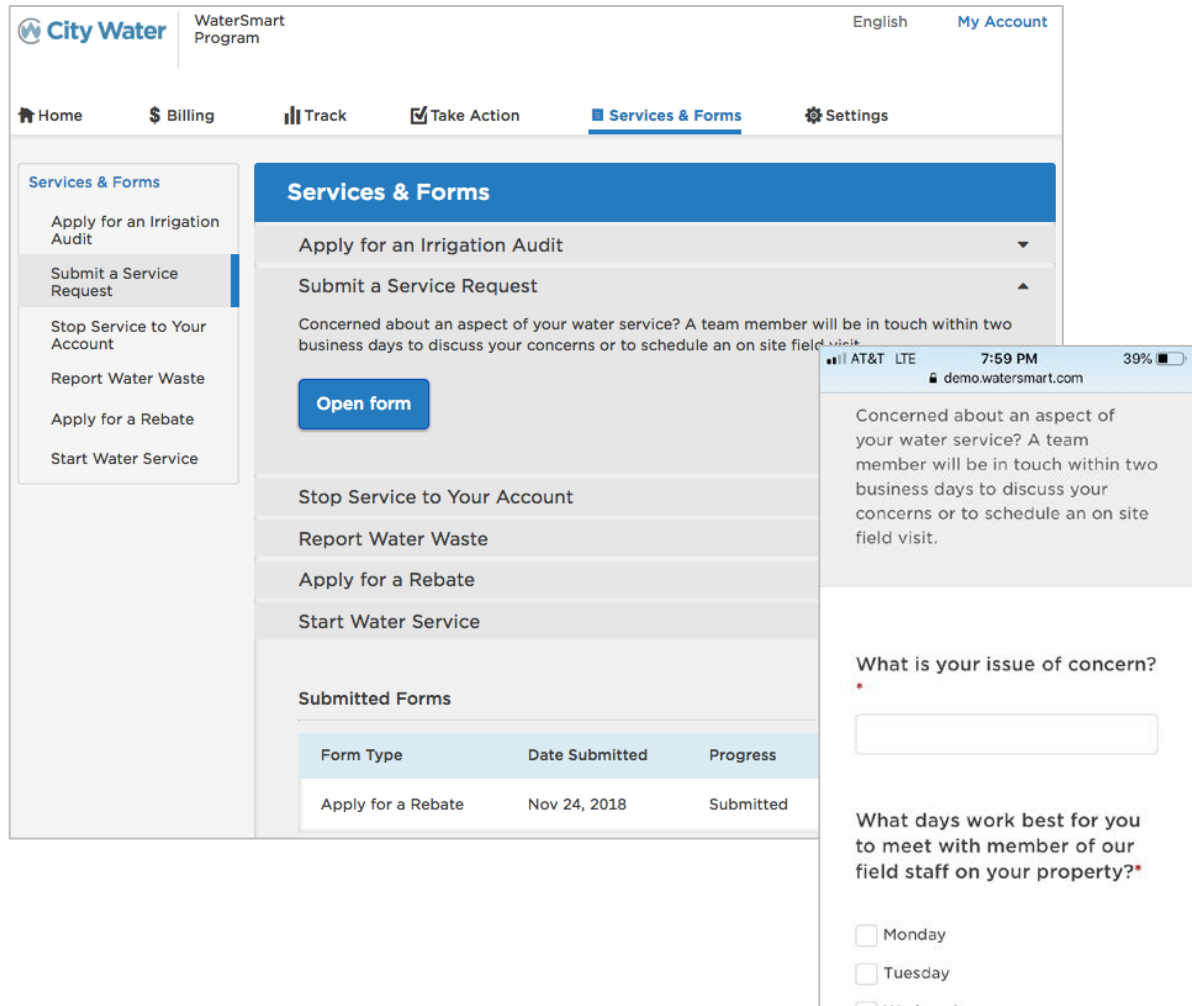 City Water
WaterSmart
Program
English
My Account
Home
$ Billing
Track
Take Action
Services & Forms
Settings
Services & Forms
Apply for an Irrigation
Audit
Submit a Service
Request
Stop Service to Your
Account
Report Water Waste
Apply for a Rebate
Start Water Service
Services & Forms
Apply for an Irrigation Audit
Submit a Service Request
Concerned about an aspect of your water service? A team member will be in touch within two
business days to discuss your concerns or to schedule an on site field visit.
Open form
Stop Service to Your Account
Report Water Waste
Apply for a Rebate
Start Water Service
Submitted Forms
Form Type Date Submitted Progress
Apply for a Rebate Nov 24, 2018 Submitted
AT&T LTE 7:59 PM 39%
demo.watersmart.com
Concerned about an aspect of
your water service? A team
member will be in touch within two
business days to discuss your
concerns or to schedule an on site
field visit.
What is your issue of concern?
*
What days work best for you
to meet with member of our
field staff on your property?*
Monday
Tuesday